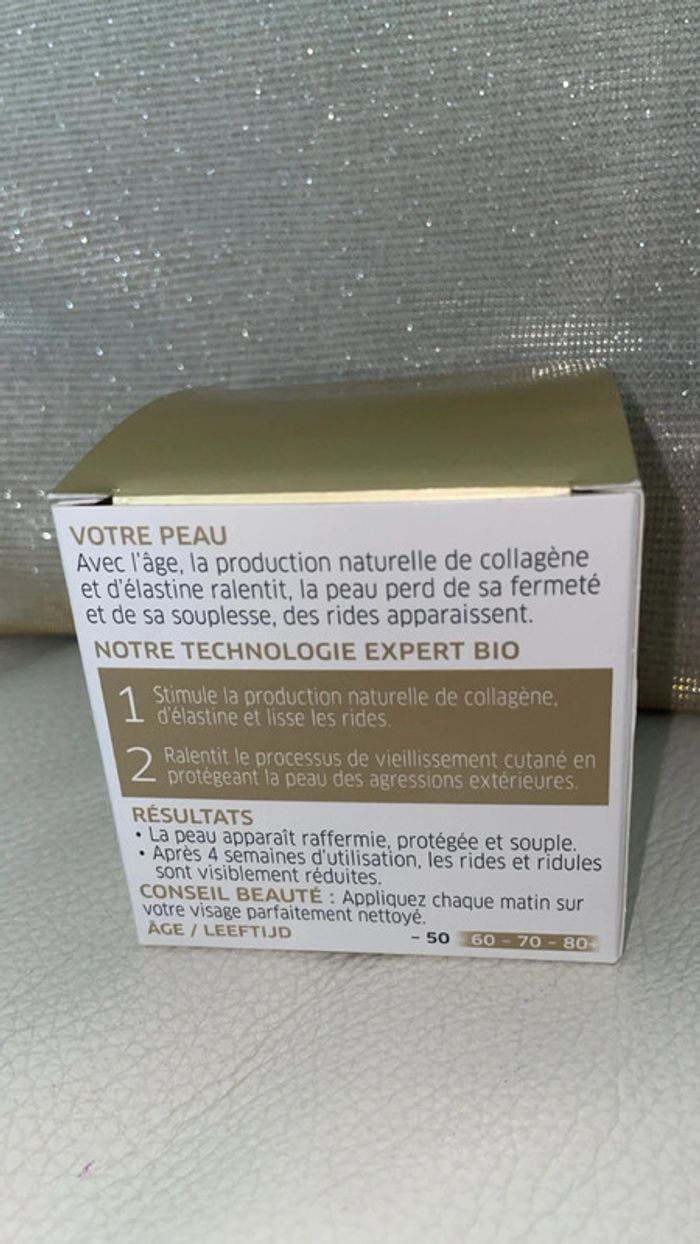 VOTRE PEAU
Avec l'âge, la production naturelle de collagène
et d'élastine ralentit, la peau perd de sa fermeté
et de sa souplesse, des rides apparaissent.
NOTRE TECHNOLOGIE EXPERT BIO
1 Stimule la production naturelle de collagène,
d'élastine et lisse les rides.
2 Ralentit le processus de vieillissement cutané en
protégeant la peau des agressions extérieures.
RÉSULTATS
• La peau apparaît raffermie, protégée et souple.
• Après 4 semaines d'utilisation, les rides et ridules
sont visiblement réduites.
CONSEIL BEAUTÉ : Appliquez chaque matin sur
votre visage parfaitement nettoyé.
ÂGE / LEEFTIJD - 50 60 - 70 - 80+